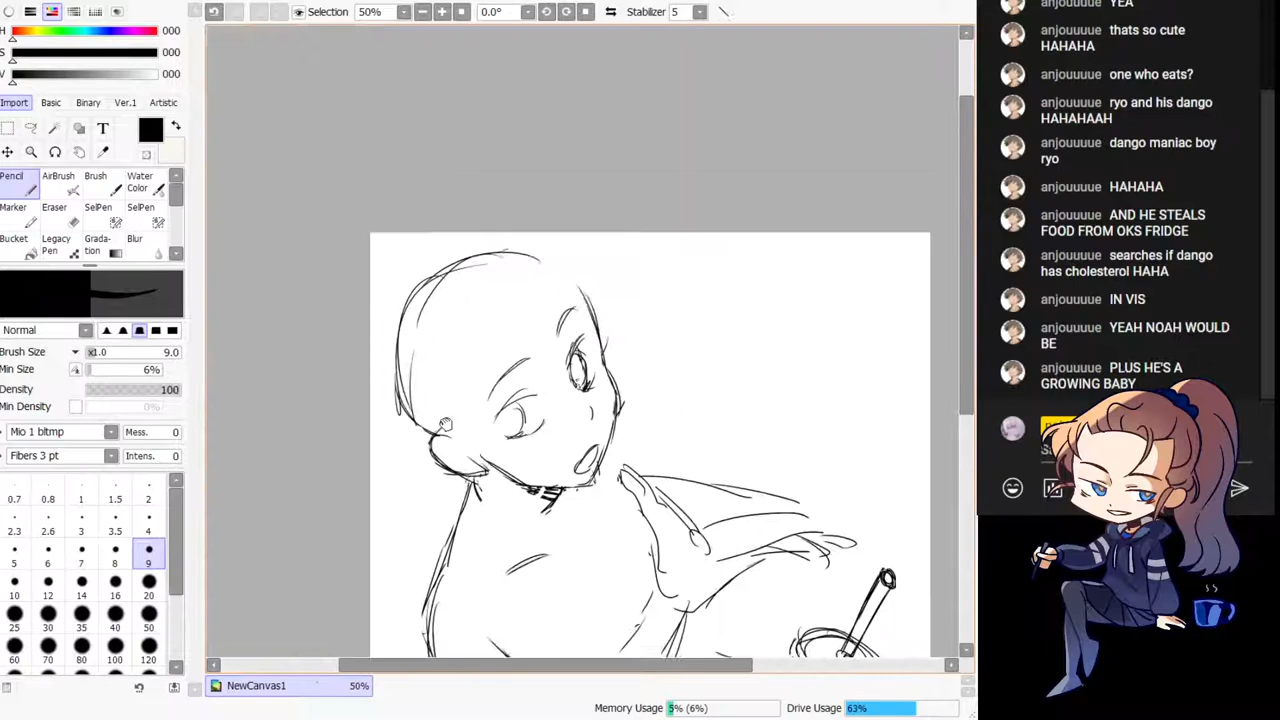 Selection 50% 0.0° Stabilizer 5
H 000
S 000
V 000
Import Basic Binary Ver.1 Artistic
T
Pencil AirBrush Brush Water Color
Marker Eraser SelPen SelPen
Bucket Legacy Pen Grada-tion Blur
Normal
Brush Size x1.0 9.0
Min Size 6%
Density 100
Min Density 0%
Mio 1 bltmp Mess. 0
Fibers 3 pt Intens. 0
0.7 0.8 1 1.5 2
2.3 2.6 3 3.5 4
5 6 7 8 9
10 12 14 16 20
25 30 35 40 50
60 70 80 100 120
NewCanvas1 50%
Memory Usage 5% (6%) Drive Usage 63%
YEA
anjouuuue thats so cute
HAHAHA
anjouuuue one who eats?
anjouuuue ryo and his dango
HAHAHAAH
anjouuuue dango maniac boy
ryo
anjouuuue HAHAHA
anjouuuue AND HE STEALS
FOOD FROM OKS FRIDGE
anjouuuue searches if dango
has cholesterol HAHA
anjouuuue IN VIS
anjouuuue YEAH NOAH WOULD
BE
anjouuuue PLUS HE'S A
GROWING BABY